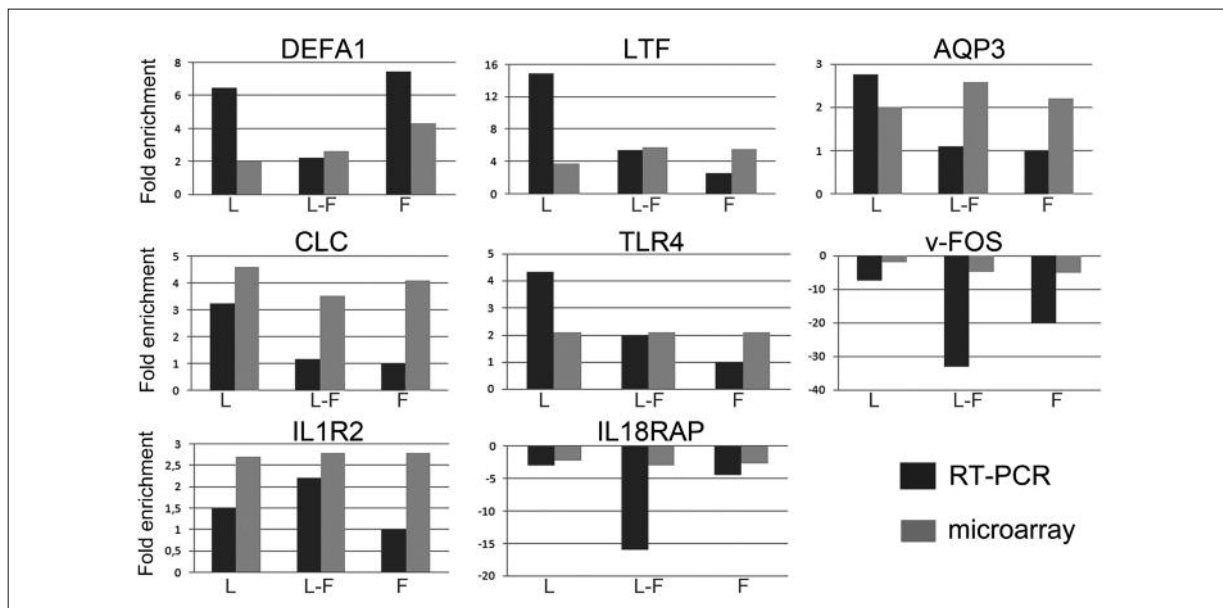 DEFA1
Fold enrichment
8
6
4
2
0
L L-F F
LTF
16
12
8
4
0
L L-F F
AQP3
3
2
1
0
L L-F F
CLC
Fold enrichment
5
4
3
2
1
0
L L-F F
TLR4
5
4
3
2
1
0
L L-F F
v-FOS
0
-10
-20
-30
-40
L L-F F
IL1R2
Fold enrichment
3
2,5
2
1,5
1
0,5
0
L L-F F
IL18RAP
0
-5
-10
-15
-20
L L-F F
RT-PCR
microarray